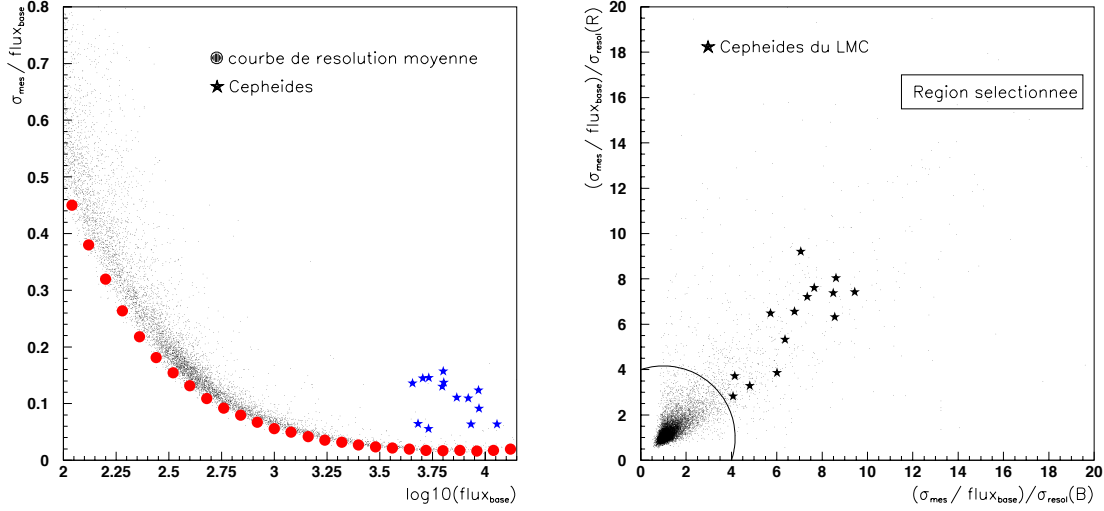 σmes / fluxbase
0.8
0.7
0.6
0.5
0.4
0.3
0.2
0.1
0
courbe de resolution moyenne
Cepheides
2 2.25 2.5 2.75 3 3.25 3.5 3.75 4
log10(fluxbase)
(σmes / fluxbase)/σresol(R)
20
18
16
14
12
10
8
6
4
2
0
Cepheides du LMC
Region selectionnee
0 2 4 6 8 10 12 14 16 18 20
(σmes / fluxbase)/σresol(B)